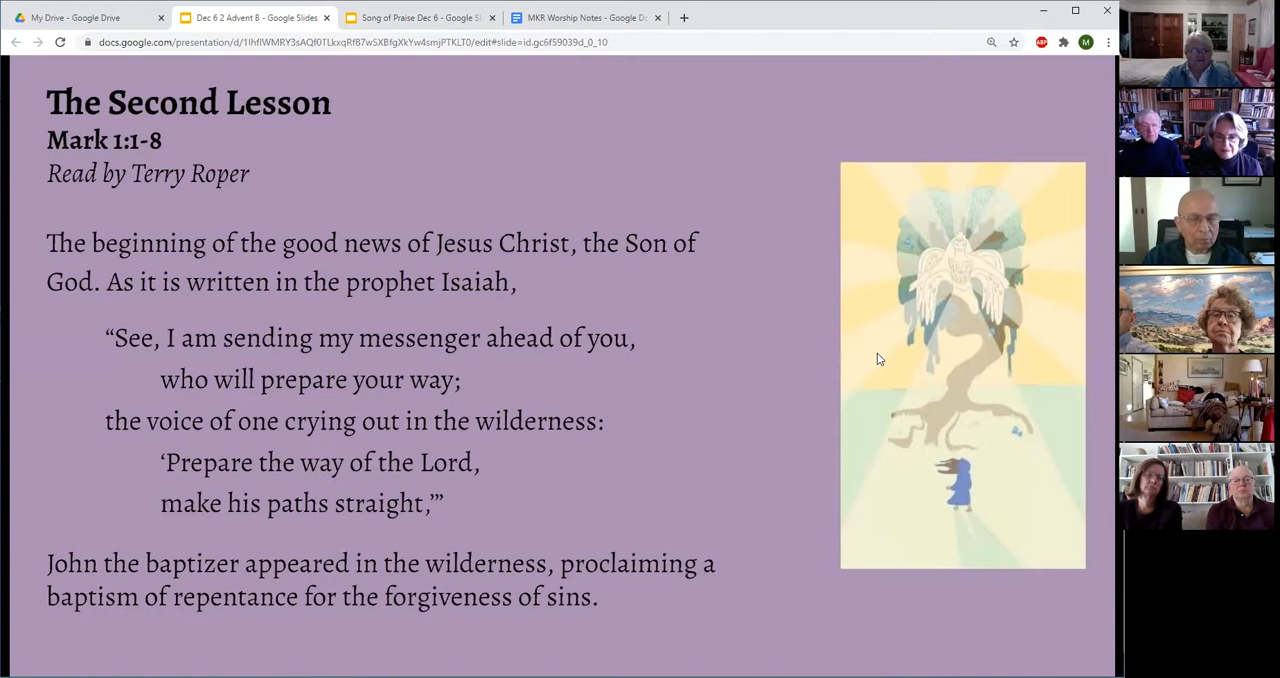 My Drive - Google Drive
Dec 6 2 Advent B - Google Slides
Song of Praise Dec 6 - Google Sl
MKR Worship Notes - Google Do
M
The Second Lesson
Mark 1:1-8
Read by Terry Roper
The beginning of the good news of Jesus Christ, the Son of
God. As it is written in the prophet Isaiah,
“See, I am sending my messenger ahead of you,
who will prepare your way;
the voice of one crying out in the wilderness:
‘Prepare the way of the Lord,
make his paths straight,’”
John the baptizer appeared in the wilderness, proclaiming a
baptism of repentance for the forgiveness of sins.